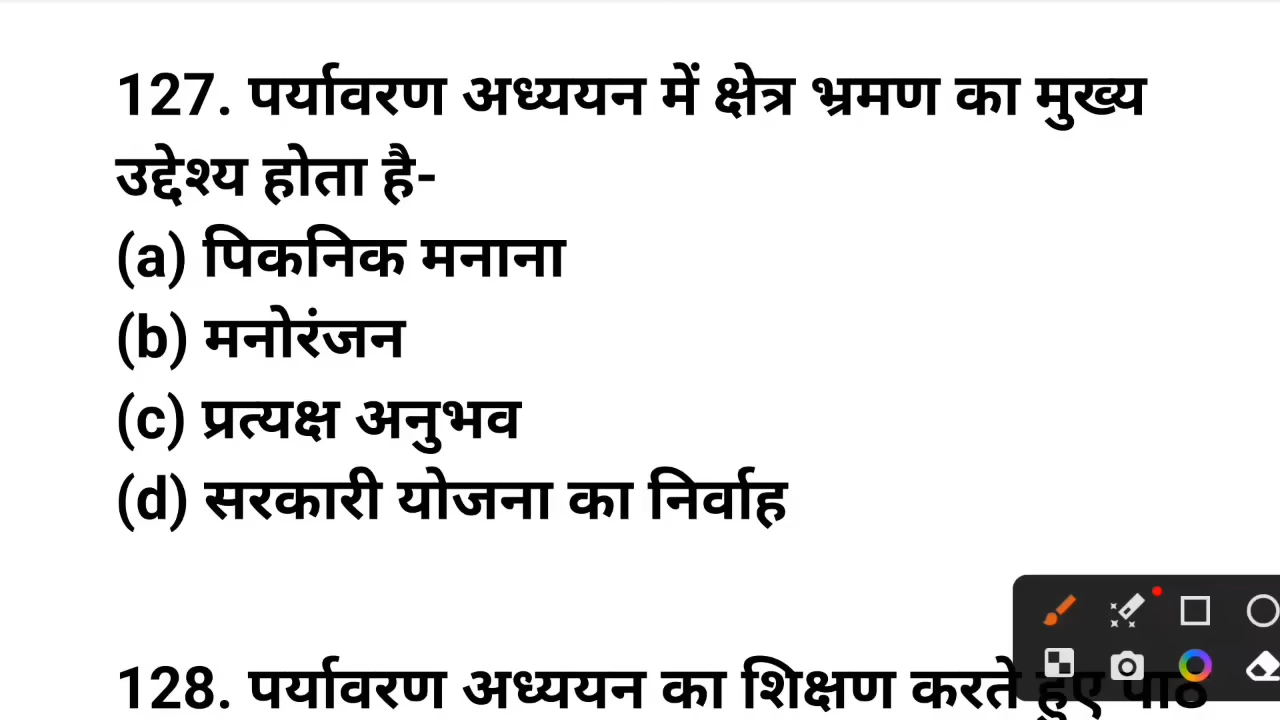 127. पर्यावरण अध्ययन में क्षेत्र भ्रमण का मुख्य
उद्देश्य होता है-
(a) पिकनिक मनाना
(b) मनोरंजन
(c) प्रत्यक्ष अनुभव
(d) सरकारी योजना का निर्वाह
128. पर्यावरण अध्ययन का शिक्षण करते हुए पाठ